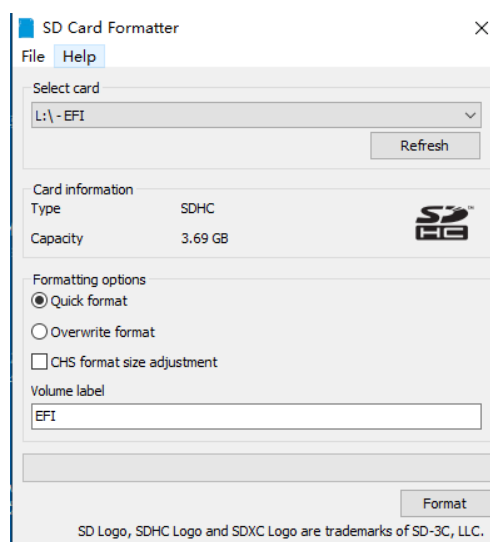 SD Card Formatter
File Help
Select card
L:\ - EFI
Refresh
Card information
Type SDHC
Capacity 3.69 GB
SD HC
Formatting options
Quick format
Overwrite format
CHS format size adjustment
Volume label
EFI
Format
SD Logo, SDHC Logo and SDXC Logo are trademarks of SD-3C, LLC.